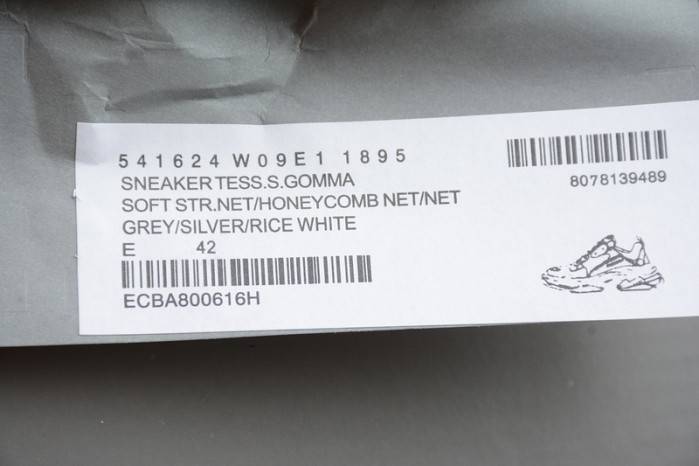 541624 W09E1 1895
SNEAKER TESS.S.GOMMA
SOFT STR.NET/HONEYCOMB NET/NET
GREY/SILVER/RICE WHITE
E 42
ECBA800616H
8078139489